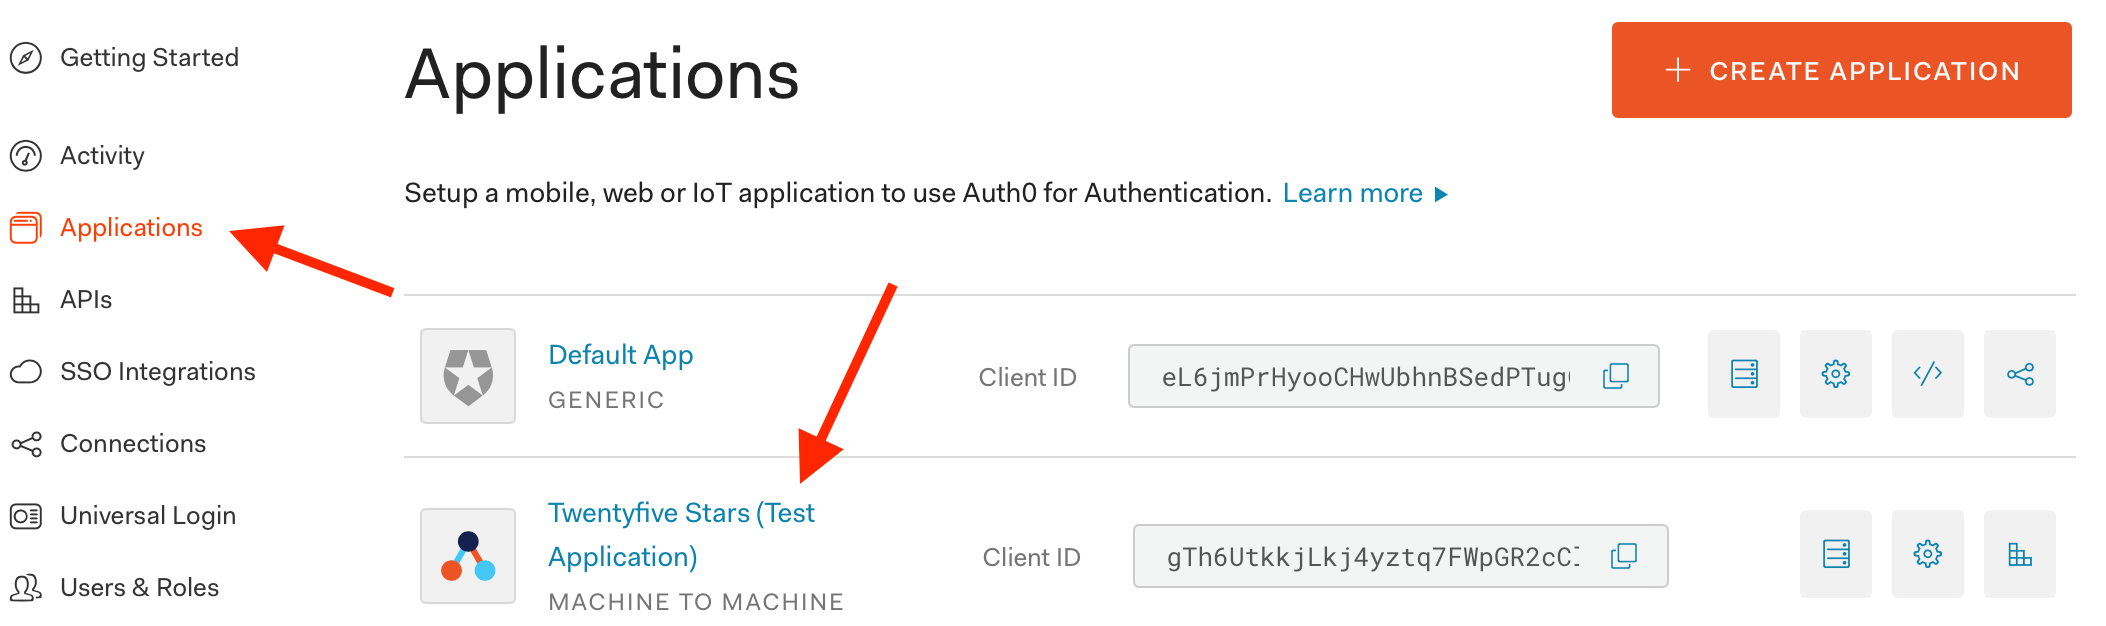 Getting Started
Activity
Applications
APIs
SSO Integrations
Connections
Universal Login
Users & Roles
Applications
+ CREATE APPLICATION
Setup a mobile, web or IoT application to use Auth0 for Authentication. Learn more
Default App
GENERIC
Client ID
eL6jmPrHyooCHwUbhnBSedPTug
Twentyfive Stars (Test
Application)
MACHINE TO MACHINE
Client ID
gTh6UtkkjLkj4yztq7FWpGR2cC